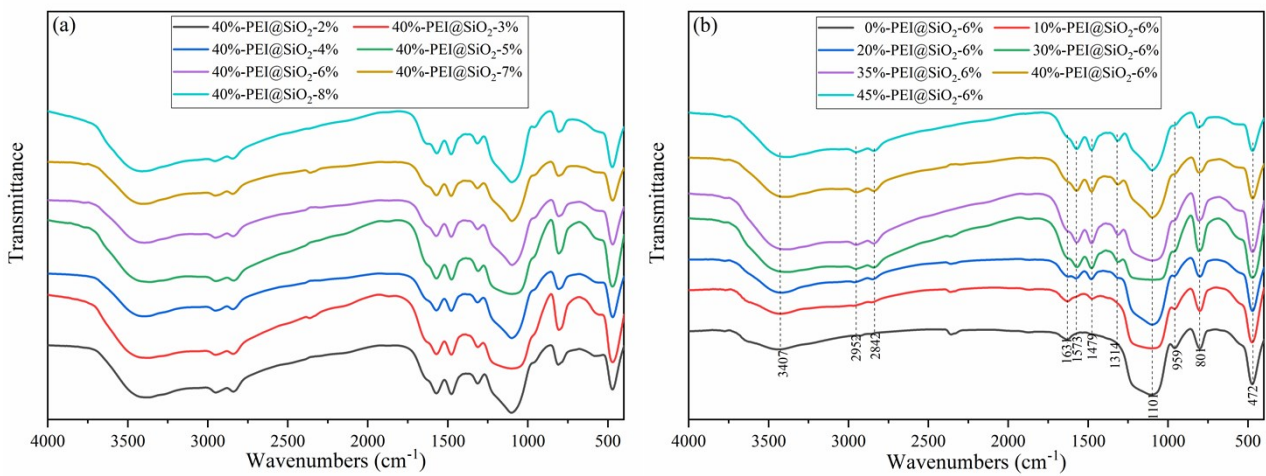 (a)
40%-PEI@SiO₂-2% 40%-PEI@SiO₂-3%
40%-PEI@SiO₂-4% 40%-PEI@SiO₂-5%
40%-PEI@SiO₂-6% 40%-PEI@SiO₂-7%
40%-PEI@SiO₂-8%
Transmittance
4000 3500 3000 2500 2000 1500 1000 500
Wavenumbers (cm⁻¹)
(b)
0%-PEI@SiO₂-6% 10%-PEI@SiO₂-6%
20%-PEI@SiO₂-6% 30%-PEI@SiO₂-6%
35%-PEI@SiO₂-6% 40%-PEI@SiO₂-6%
45%-PEI@SiO₂-6%
Transmittance
3407 2952 2842 1631 1573 1479 1314 1101 959 801 472
4000 3500 3000 2500 2000 1500 1000 500
Wavenumbers (cm⁻¹)